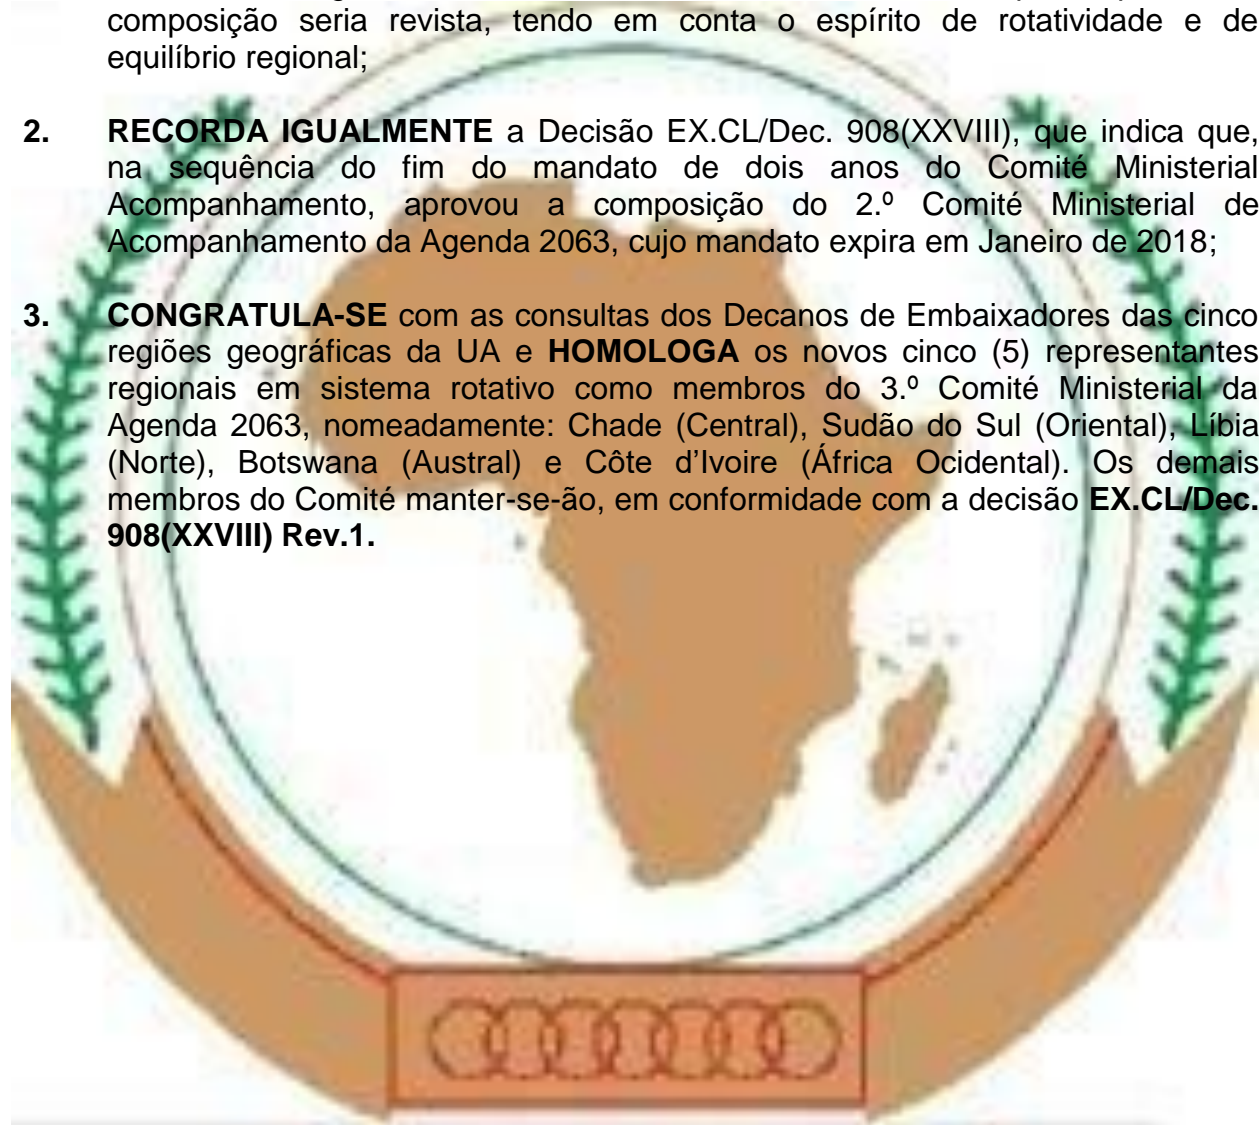 composição seria revista, tendo em conta o espírito de rotatividade e de
equilíbrio regional;
2. RECORDA IGUALMENTE a Decisão EX.CL/Dec. 908(XXVIII), que indica que,
na sequência do fim do mandato de dois anos do Comité Ministerial
Acompanhamento, aprovou a composição do 2.º Comité Ministerial de
Acompanhamento da Agenda 2063, cujo mandato expira em Janeiro de 2018;
3. CONGRATULA-SE com as consultas dos Decanos de Embaixadores das cinco
regiões geográficas da UA e HOMOLOGA os novos cinco (5) representantes
regionais em sistema rotativo como membros do 3.º Comité Ministerial da
Agenda 2063, nomeadamente: Chade (Central), Sudão do Sul (Oriental), Líbia
(Norte), Botswana (Austral) e Côte d’Ivoire (África Ocidental). Os demais
membros do Comité manter-se-ão, em conformidade com a decisão EX.CL/Dec.
908(XXVIII) Rev.1.